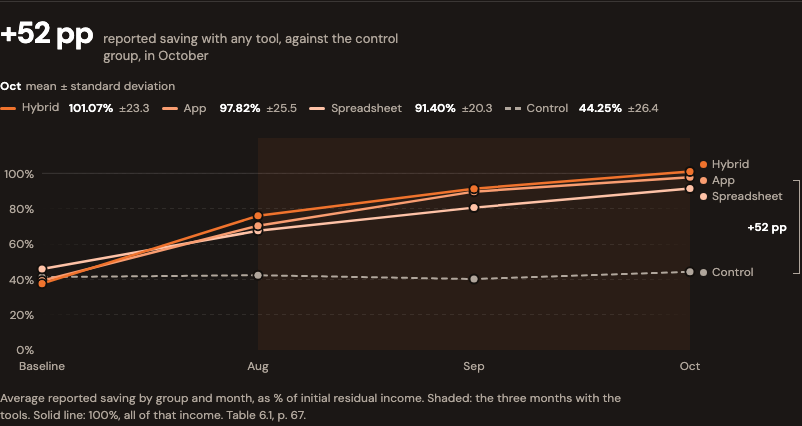 +52 pp reported saving with any tool, against the control
group, in October
Oct mean ± standard deviation
Hybrid 101.07% ±23.3 App 97.82% ±25.5 Spreadsheet 91.40% ±20.3 Control 44.25% ±26.4
100%
80%
60%
40%
20%
0%
Hybrid
App
Spreadsheet
+52 pp
Control
Baseline Aug Sep Oct
Average reported saving by group and month, as % of initial residual income. Shaded: the three months with the
tools. Solid line: 100%, all of that income. Table 6.1, p. 67.